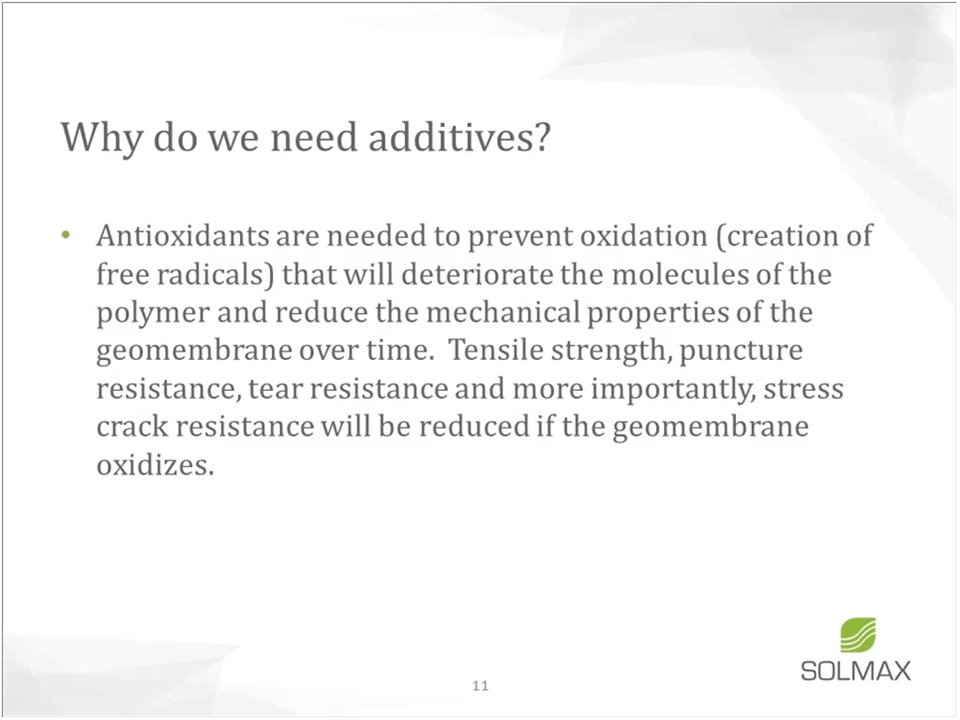 Why do we need additives?
• Antioxidants are needed to prevent oxidation (creation of
free radicals) that will deteriorate the molecules of the
polymer and reduce the mechanical properties of the
geomembrane over time.  Tensile strength, puncture
resistance, tear resistance and more importantly, stress
crack resistance will be reduced if the geomembrane
oxidizes.
SOLMAX
11